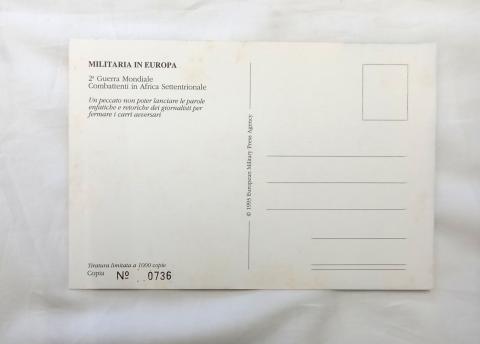 MILITARIA IN EUROPA
2ª Guerra Mondiale
Combattenti in Africa Settentrionale
Un peccato non poter lanciare le parole
enfatiche e retoriche dei giornalisti per
fermare i carri avversari
© 1995 European Military Press Agency
Tiratura limitata a 1000 copie
Copia Nº ..0736